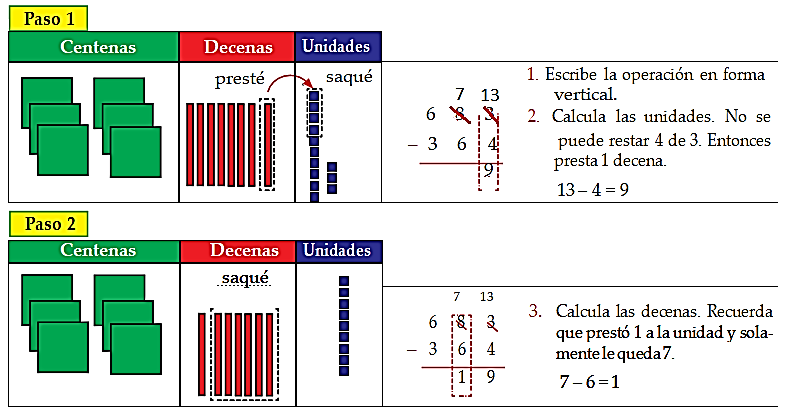 Paso 1
Centenas Decenas Unidades
presté saqué
7 13
6 8 3
– 3 6 4
9
1. Escribe la operación en forma
vertical.
2. Calcula las unidades. No se
puede restar 4 de 3. Entonces
presta 1 decena.
13 – 4 = 9
Paso 2
Centenas Decenas Unidades
saqué
7 13
6 8 3
– 3 6 4
1 9
3. Calcula las decenas. Recuerda
que prestó 1 a la unidad y sola-
mente le queda 7.
7 – 6 = 1